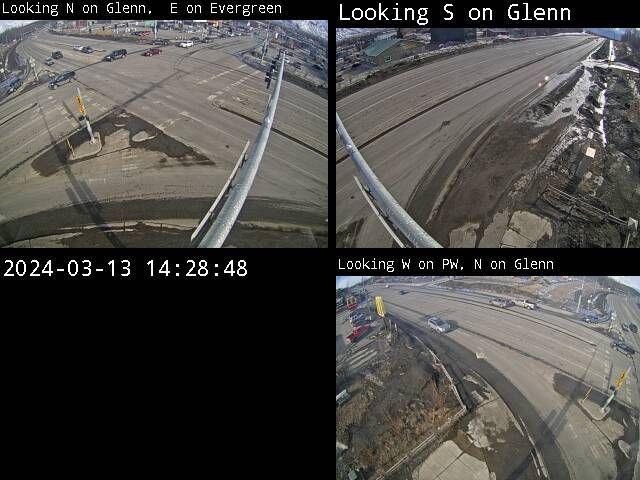 Looking N on Glenn,  E on Evergreen
Looking S on Glenn
2024-03-13 14:28:48
Looking W on PW, N on Glenn